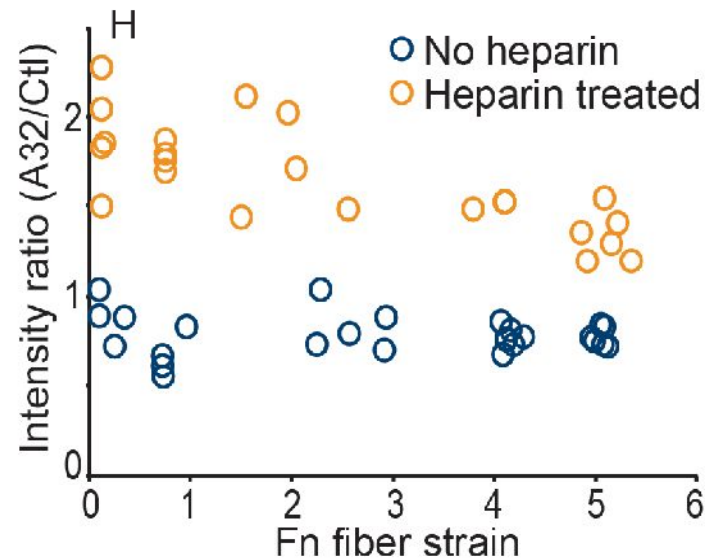 H
No heparin
Heparin treated
Intensity ratio (A32/Ctl)
2
1
0
0 1 2 3 4 5 6
Fn fiber strain